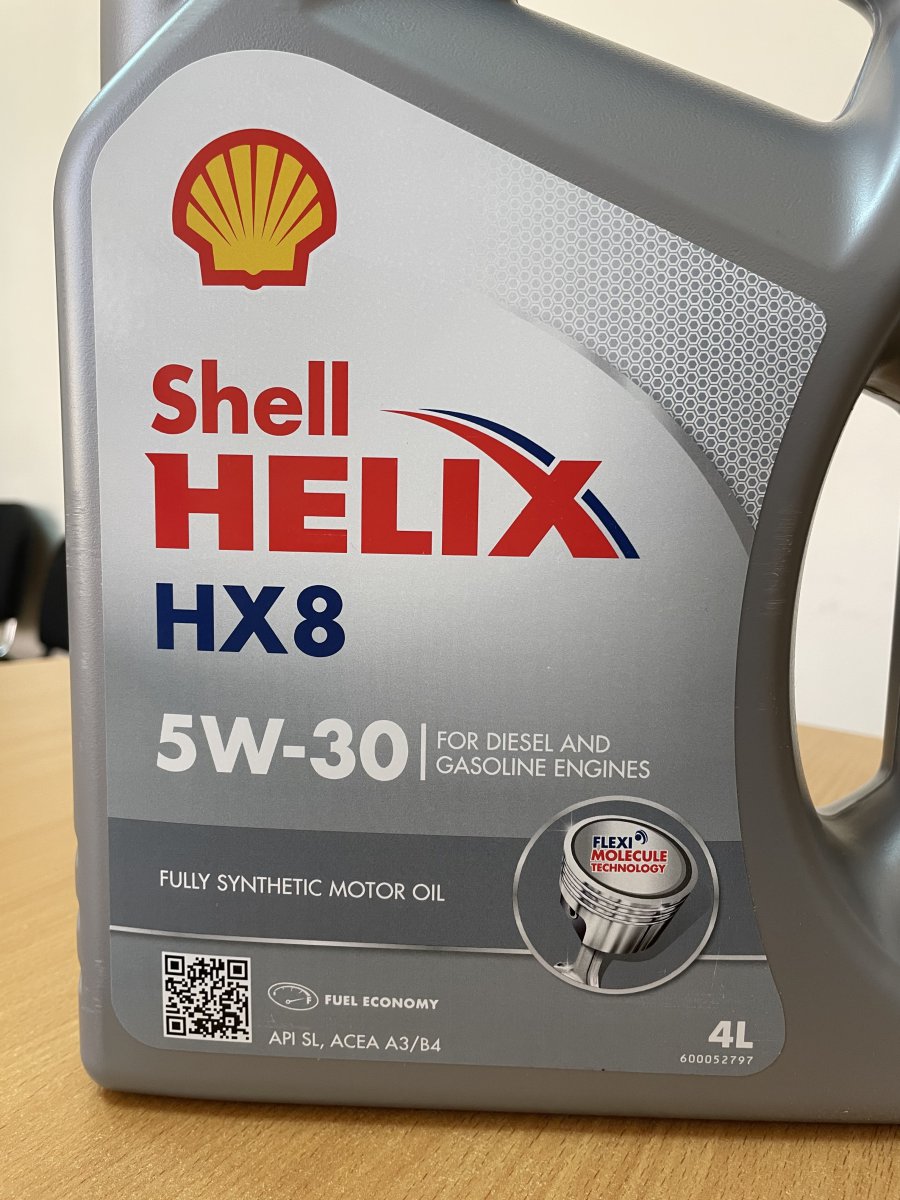 Shell
HELIX
HX8
5W-30
FOR DIESEL AND
GASOLINE ENGINES
FLEXI
MOLECULE
TECHNOLOGY
FULLY SYNTHETIC MOTOR OIL
FUEL ECONOMY
API SL, ACEA A3/B4
4L
600052797